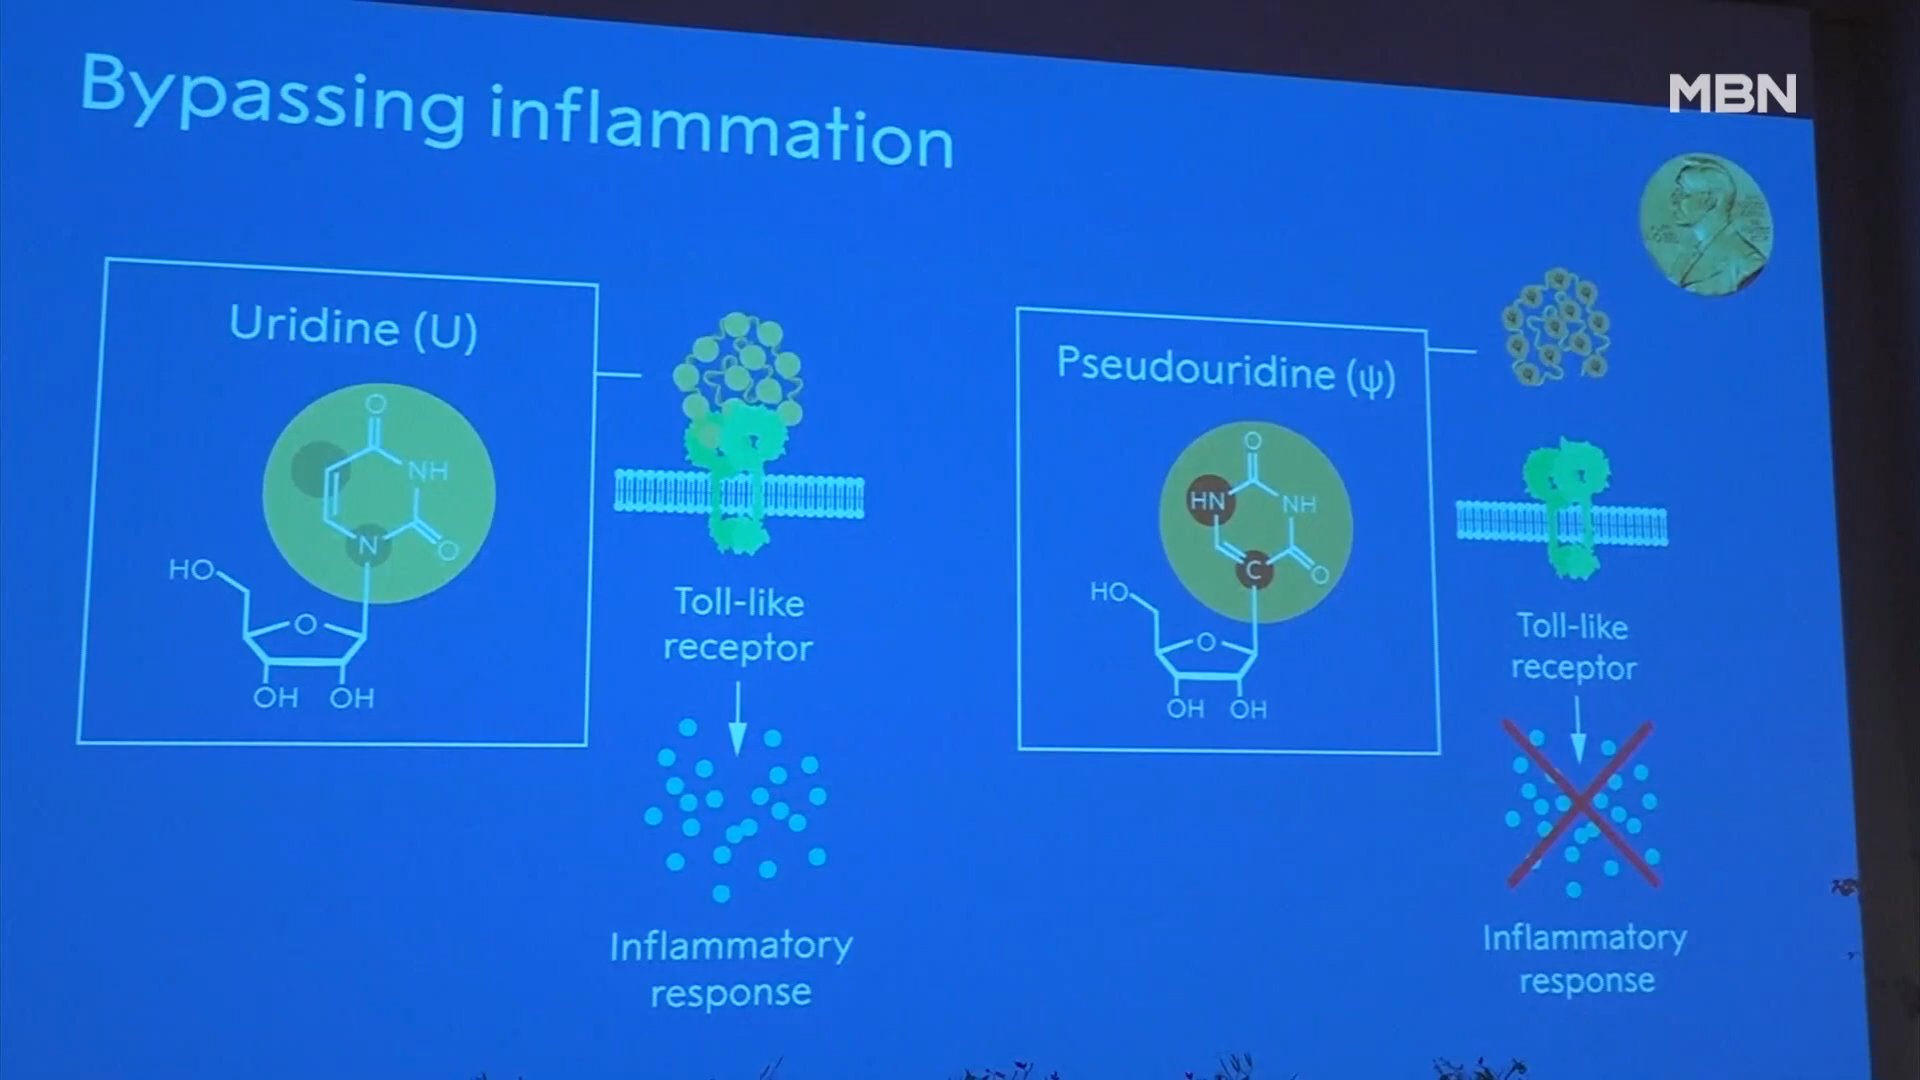 Bypassing inflammation
MBN
Uridine (U)
O
NH
N
O
HO
O
OH OH
Toll-like
receptor
Inflammatory
response
Pseudouridine (ψ)
O
HN
NH
C
O
HO
O
OH OH
Toll-like
receptor
Inflammatory
response